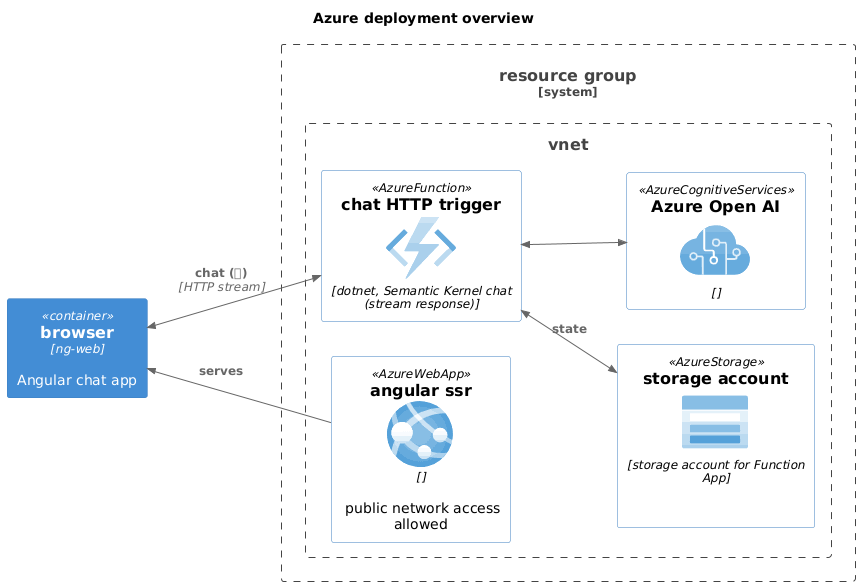 Azure deployment overview
resource group
[system]
vnet
«AzureFunction»
chat HTTP trigger
[dotnet, Semantic Kernel chat
(stream response)]
«AzureCognitiveServices»
Azure Open AI
[]
chat (▯)
[HTTP stream]
«container»
browser
[ng-web]
Angular chat app
serves
state
«AzureWebApp»
angular ssr
[]
public network access
allowed
«AzureStorage»
storage account
[storage account for Function
App]